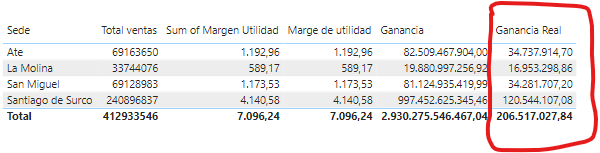 Sede Total ventas Sum of Margen Utilidad Marge de utilidad Ganancia Ganancia Real
Ate 69163650 1.192,96 1.192,96 82.509.467.904,00 34.737.914,70
La Molina 33744076 589,17 589,17 19.880.997.256,92 16.953.298,86
San Miguel 69128983 1.173,53 1.173,53 81.124.935.419,99 34.281.707,20
Santiago de Surco 240896837 4.140,58 4.140,58 997.452.625.345,46 120.544.107,08
Total 412933546 7.096,24 7.096,24 2.930.275.546.467,04 206.517.027,84